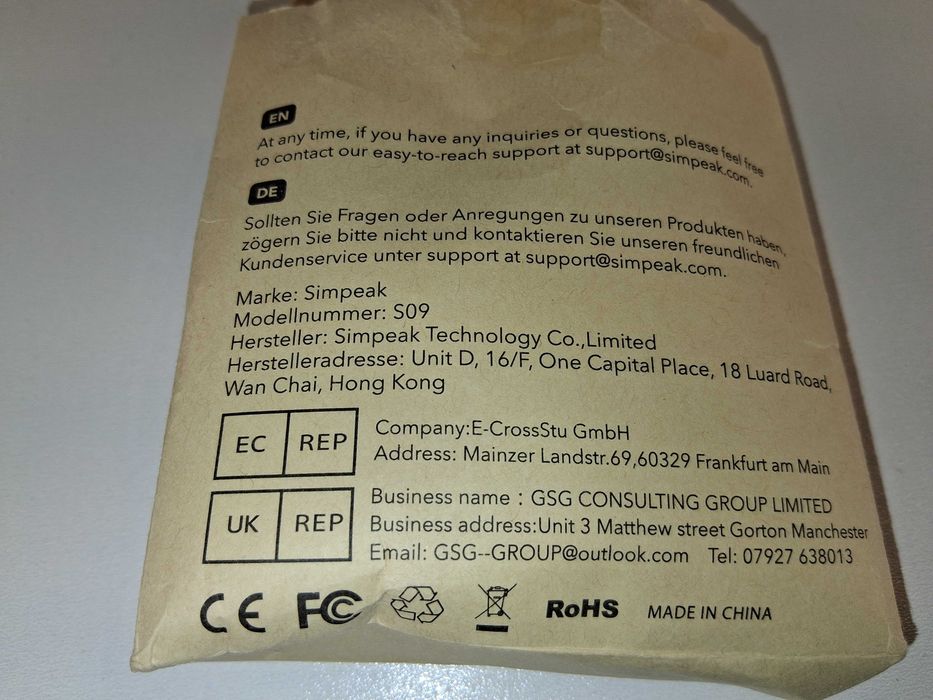 EN
At any time, if you have any inquiries or questions, please feel free
to contact our easy-to-reach support at support@simpeak.com.
DE
Sollten Sie Fragen oder Anregungen zu unseren Produkten haben,
zögern Sie bitte nicht und kontaktieren Sie unseren freundlichen
Kundenservice unter support at support@simpeak.com.
Marke: Simpeak
Modellnummer: S09
Hersteller: Simpeak Technology Co.,Limited
Herstelleradresse: Unit D, 16/F, One Capital Place, 18 Luard Road,
Wan Chai, Hong Kong
EC REP
Company:E-CrossStu GmbH
Address: Mainzer Landstr.69,60329 Frankfurt am Main
UK REP
Business name : GSG CONSULTING GROUP LIMITED
Business address:Unit 3 Matthew street Gorton Manchester
Email: GSG--GROUP@outlook.com Tel: 07927 638013
CE FC RoHS MADE IN CHINA